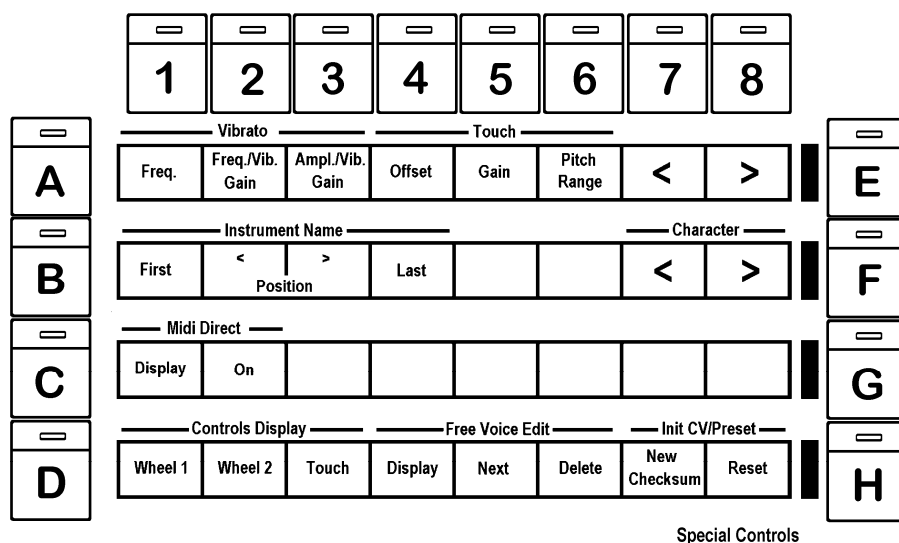 1 2 3 4 5 6 7 8
Vibrato Touch
A Freq. Freq./Vib. Gain Ampl./Vib. Gain Offset Gain Pitch Range < > E
Instrument Name Character
B First < > Position Last < > F
Midi Direct
C Display On G
Controls Display Free Voice Edit Init CV/Preset
D Wheel 1 Wheel 2 Touch Display Next Delete New Checksum Reset H
Special Controls